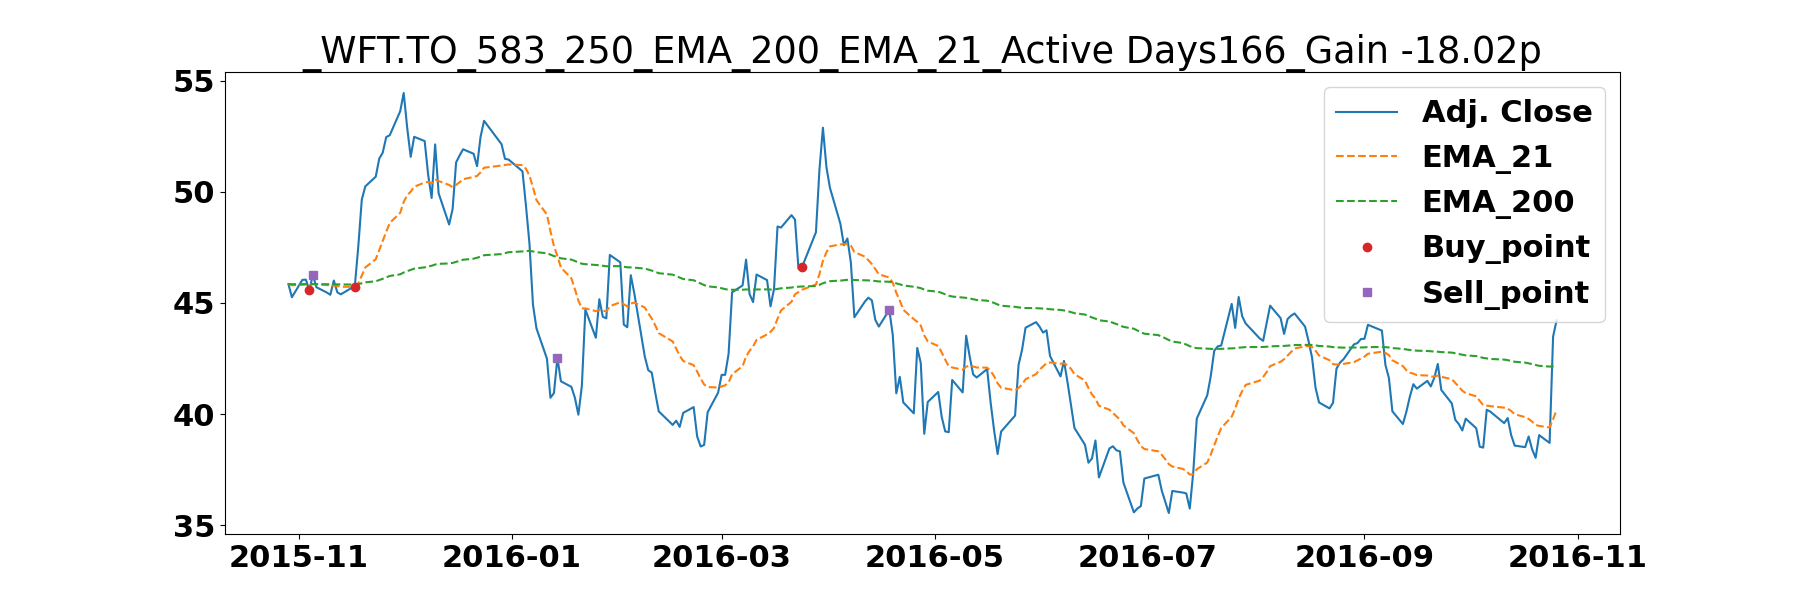 _WFT.TO_583_250_EMA_200_EMA_21_Active Days166_Gain -18.02p
55
50
45
40
35
Adj. Close
EMA_21
EMA_200
Buy_point
Sell_point
2015-11 2016-01 2016-03 2016-05 2016-07 2016-09 2016-11